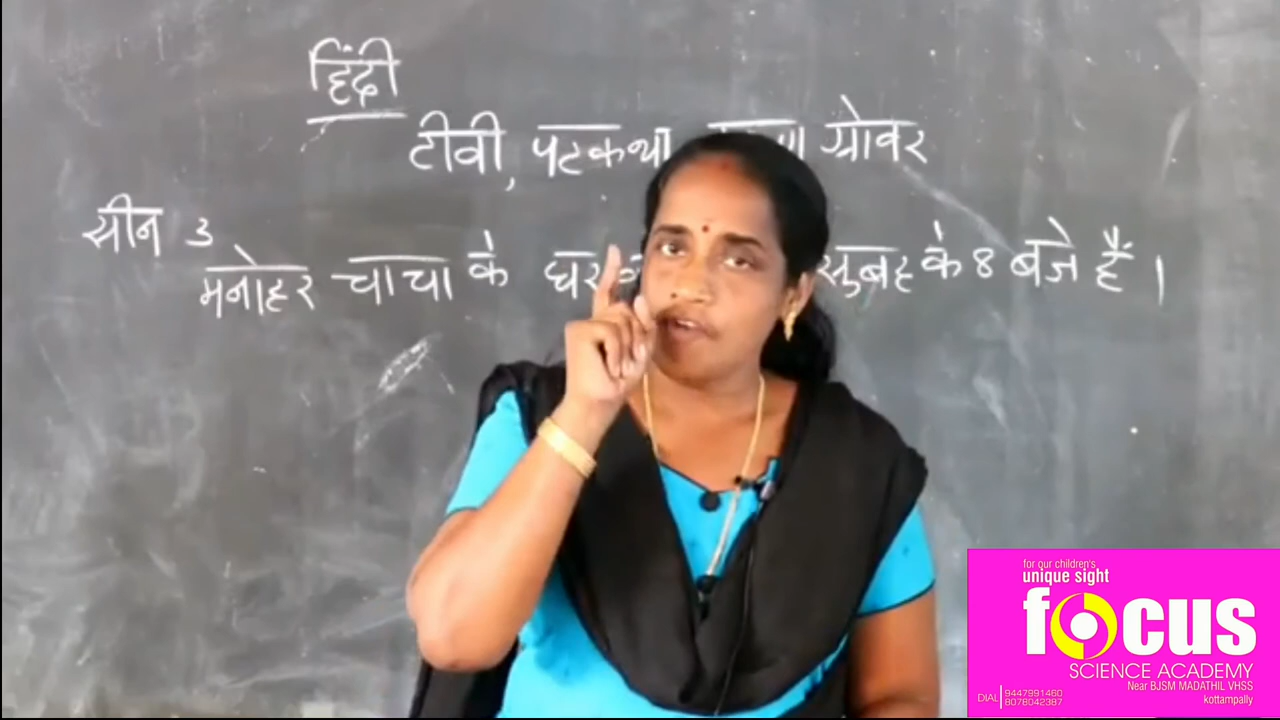 हिंदी
टीवी, पटकथा ग्रोवर
सीन 3
मनोहर चाचा के घर सुबह के 8 बजे हैं ।
for our children's
unique sight
focus
SCIENCE ACADEMY
Near BJSM MADATHIL VHSS
kottampally
DIAL 9447991460
8078042387